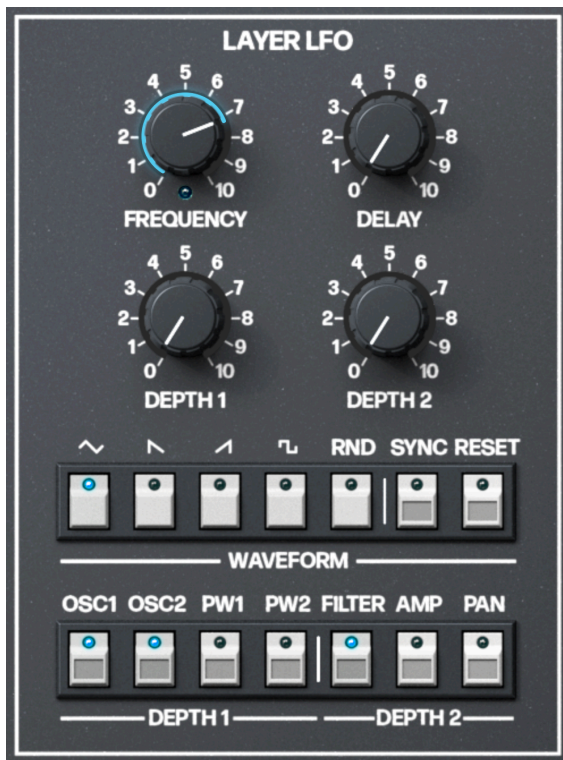 LAYER LFO
0 1 2 3 4 5 6 7 8 9 10
FREQUENCY
0 1 2 3 4 5 6 7 8 9 10
DELAY
0 1 2 3 4 5 6 7 8 9 10
DEPTH 1
0 1 2 3 4 5 6 7 8 9 10
DEPTH 2
RND SYNC RESET
WAVEFORM
OSC1 OSC2 PW1 PW2 FILTER AMP PAN
DEPTH 1 DEPTH 2